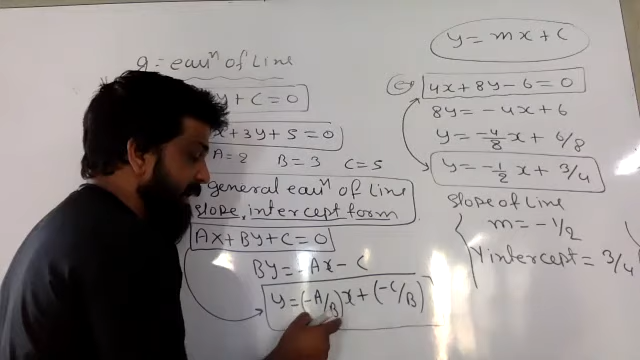 g: eauⁿ of Line
y + C = 0
x + 3y + 5 = 0
A = 2 B = 3 C = 5
general eauⁿ of Line
slope, intercept form
Ax + By + C = 0
By = -Ax - C
y = (-A/B)x + (-C/B)
y = mx + C
4x + 8y - 6 = 0
8y = -4x + 6
y = -4/8 x + 6/8
y = -1/2 x + 3/4
slope of Line
m = -1/2
Y intercept = 3/4